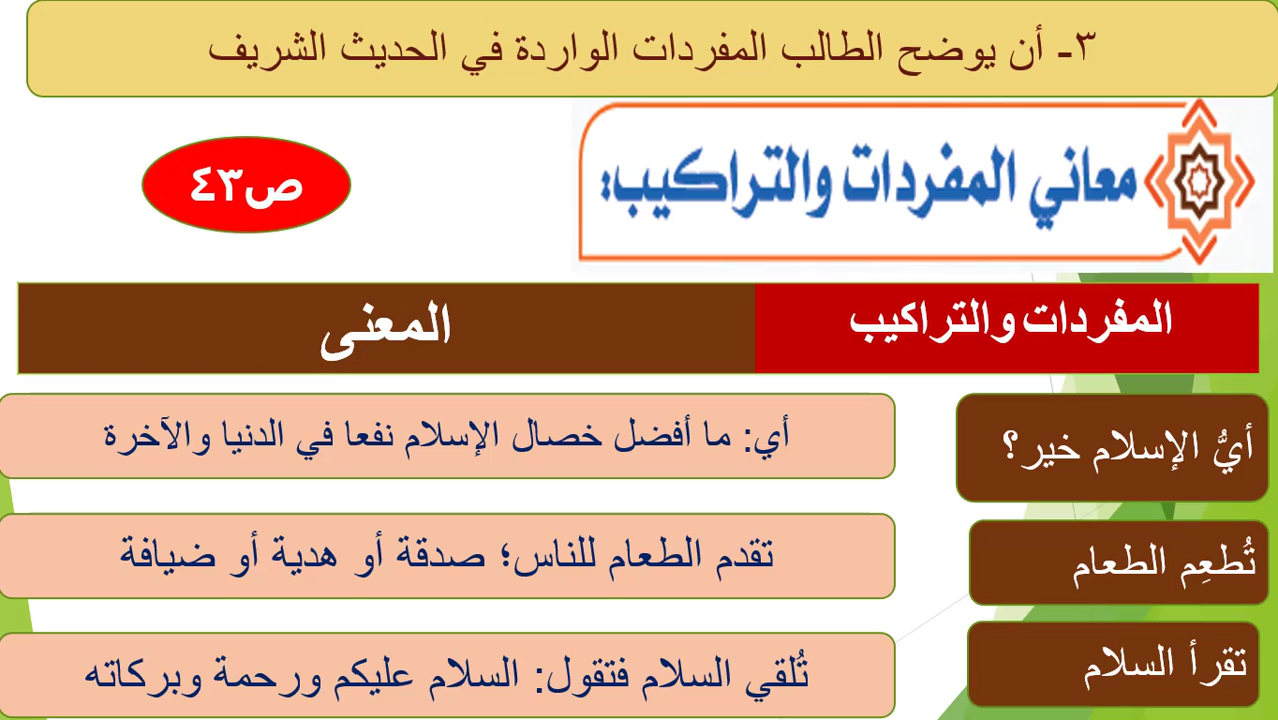 ٣- أن يوضح الطالب المفردات الواردة في الحديث الشريف
معاني المفردات والتراكيب:
ص٤٣
المفردات والتراكيب
المعنى
أيُّ الإسلام خير؟
أي: ما أفضل خصال الإسلام نفعا في الدنيا والآخرة
تُطعِم الطعام
تقدم الطعام للناس؛ صدقة أو هدية أو ضيافة
تقرأ السلام
تُلقي السلام فتقول: السلام عليكم ورحمة وبركاته